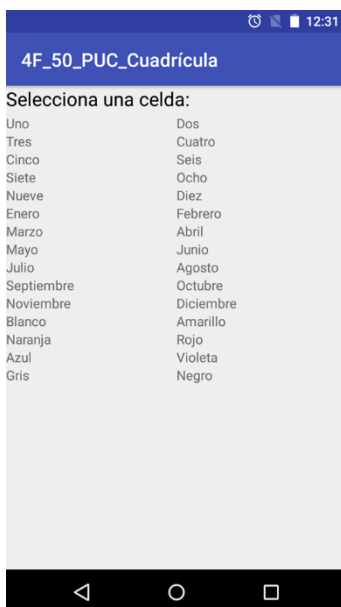 12:31
4F_50_PUC_Cuadrícula
Selecciona una celda:
Uno Dos
Tres Cuatro
Cinco Seis
Siete Ocho
Nueve Diez
Enero Febrero
Marzo Abril
Mayo Junio
Julio Agosto
Septiembre Octubre
Noviembre Diciembre
Blanco Amarillo
Naranja Rojo
Azul Violeta
Gris Negro